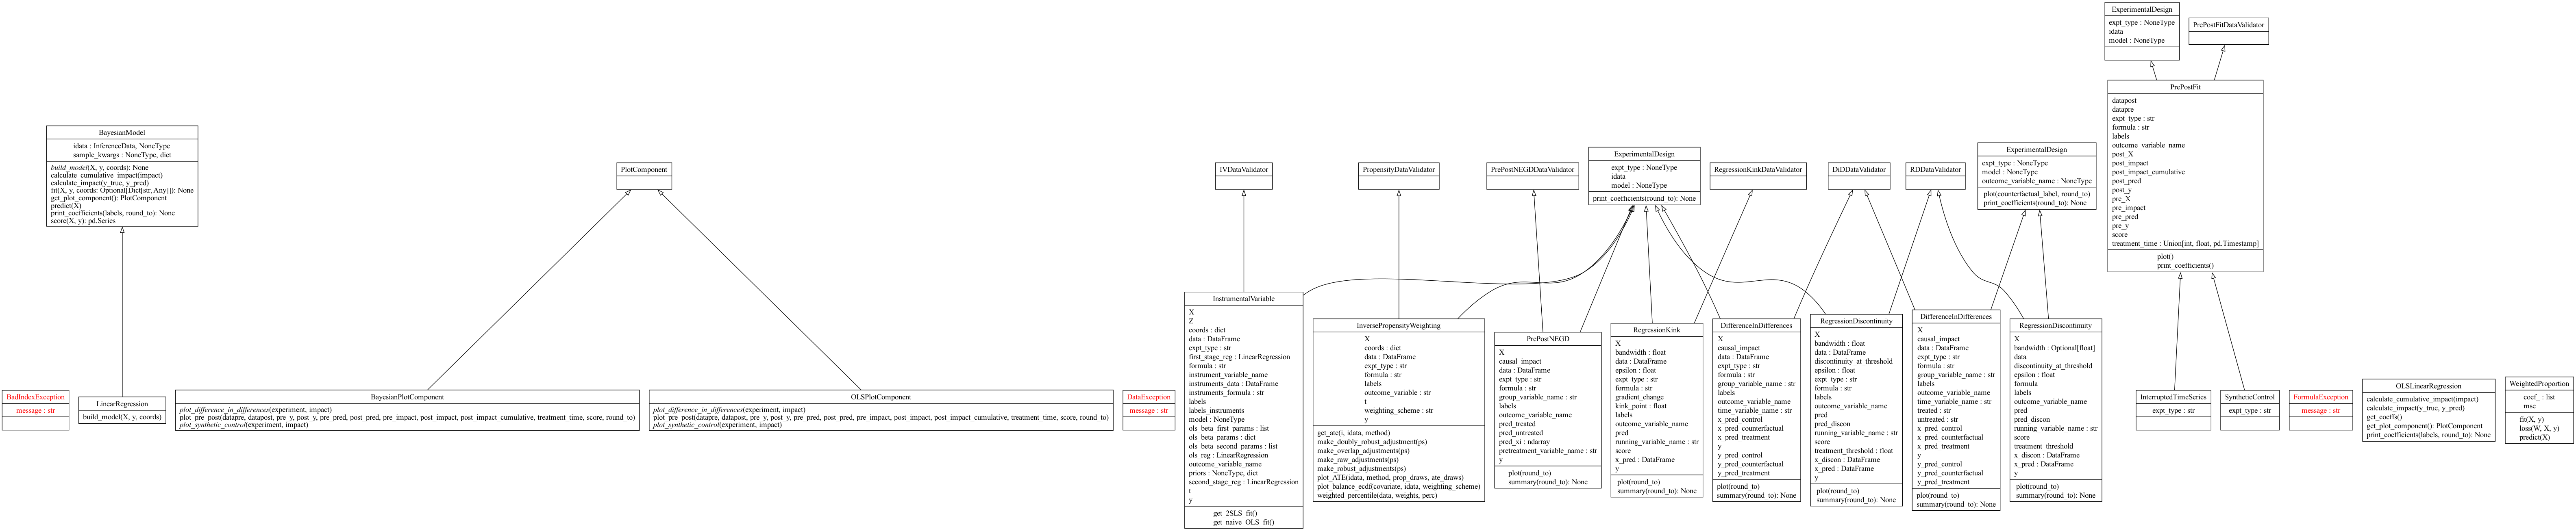 ExperimentalDesign
expt_type : NoneType
idata
model : NoneType
PrePostFitDataValidator
PrePostFit
datapost
datapre
expt_type : str
formula : str
labels
outcome_variable_name
post_X
post_impact
post_impact_cumulative
post_pred
post_y
pre_X
pre_impact
pre_pred
pre_y
score
treatment_time : Union[int, float, pd.Timestamp]
plot()
print_coefficients()
BayesianModel
idata : InferenceData, NoneType
sample_kwargs : NoneType, dict
build_model(X, y, coords): None
calculate_cumulative_impact(impact)
calculate_impact(y_true, y_pred)
fit(X, y, coords: Optional[Dict[str, Any]]): None
get_plot_component(): PlotComponent
predict(X)
print_coefficients(labels, round_to): None
score(X, y): pd.Series
PlotComponent
IVDataValidator
PropensityDataValidator
PrePostNEGDDataValidator
ExperimentalDesign
expt_type : NoneType
idata
model : NoneType
print_coefficients(round_to): None
RegressionKinkDataValidator
DiDDataValidator
RDDataValidator
ExperimentalDesign
expt_type : NoneType
model : NoneType
outcome_variable_name : NoneType
plot(counterfactual_label, round_to)
print_coefficients(round_to): None
BadIndexException
message : str
LinearRegression
build_model(X, y, coords)
BayesianPlotComponent
plot_difference_in_differences(experiment, impact)
plot_pre_post(datapre, datapost, pre_y, post_y, pre_pred, post_pred, pre_impact, post_impact, post_impact_cumulative, treatment_time, score, round_to)
plot_synthetic_control(experiment, impact)
OLSPlotComponent
plot_difference_in_differences(experiment, impact)
plot_pre_post(datapre, datapost, pre_y, post_y, pre_pred, post_pred, pre_impact, post_impact, post_impact_cumulative, treatment_time, score, round_to)
plot_synthetic_control(experiment, impact)
DataException
message : str
InstrumentalVariable
X
Z
coords : dict
data : DataFrame
expt_type : str
first_stage_reg : LinearRegression
formula : str
instrument_variable_name
instruments_data : DataFrame
instruments_formula : str
labels
labels_instruments
model : NoneType
ols_beta_first_params : list
ols_beta_params : dict
ols_beta_second_params : list
ols_reg : LinearRegression
outcome_variable_name
priors : NoneType, dict
second_stage_reg : LinearRegression
t
y
get_2SLS_fit()
get_naive_OLS_fit()
InversePropensityWeighting
X
coords : dict
data : DataFrame
expt_type : str
formula : str
labels
outcome_variable : str
t
weighting_scheme : str
y
get_ate(i, idata, method)
make_doubly_robust_adjustment(ps)
make_overlap_adjustments(ps)
make_raw_adjustments(ps)
make_robust_adjustments(ps)
plot_ATE(idata, method, prop_draws, ate_draws)
plot_balance_ecdf(covariate, idata, weighting_scheme)
weighted_percentile(data, weights, perc)
PrePostNEGD
X
causal_impact
data : DataFrame
expt_type : str
formula : str
group_variable_name : str
labels
outcome_variable_name
pred_treated
pred_untreated
pred_xi : ndarray
pretreatment_variable_name : str
y
plot(round_to)
summary(round_to): None
RegressionKink
X
bandwidth : float
data : DataFrame
epsilon : float
expt_type : str
formula : str
gradient_change
kink_point : float
labels
outcome_variable_name
pred
running_variable_name : str
score
x_pred : DataFrame
y
plot(round_to)
summary(round_to): None
DifferenceInDifferences
X
causal_impact
data : DataFrame
expt_type : str
formula : str
group_variable_name : str
labels
outcome_variable_name
time_variable_name : str
x_pred_control
x_pred_counterfactual
x_pred_treatment
y
y_pred_control
y_pred_counterfactual
y_pred_treatment
plot(round_to)
summary(round_to): None
RegressionDiscontinuity
X
bandwidth : float
data : DataFrame
discontinuity_at_threshold
epsilon : float
expt_type : str
formula : str
labels
outcome_variable_name
pred
pred_discon
running_variable_name : str
score
treatment_threshold : float
x_discon : DataFrame
x_pred : DataFrame
y
plot(round_to)
summary(round_to): None
DifferenceInDifferences
X
causal_impact
data : DataFrame
expt_type : str
formula : str
group_variable_name : str
labels
outcome_variable_name
time_variable_name : str
treated : str
untreated : str
x_pred_control
x_pred_counterfactual
x_pred_treatment
y
y_pred_control
y_pred_counterfactual
y_pred_treatment
plot(round_to)
summary(round_to): None
RegressionDiscontinuity
X
bandwidth : Optional[float]
data
discontinuity_at_threshold
epsilon : float
formula
labels
outcome_variable_name
pred
pred_discon
running_variable_name : str
score
treatment_threshold
x_discon : DataFrame
x_pred : DataFrame
y
plot(round_to)
summary(round_to): None
InterruptedTimeSeries
expt_type : str
SyntheticControl
expt_type : str
FormulaException
message : str
OLSLinearRegression
calculate_cumulative_impact(impact)
calculate_impact(y_true, y_pred)
get_coeffs()
get_plot_component(): PlotComponent
print_coefficients(labels, round_to): None
WeightedProportion
coef_ : list
mse
fit(X, y)
loss(W, X, y)
predict(X)